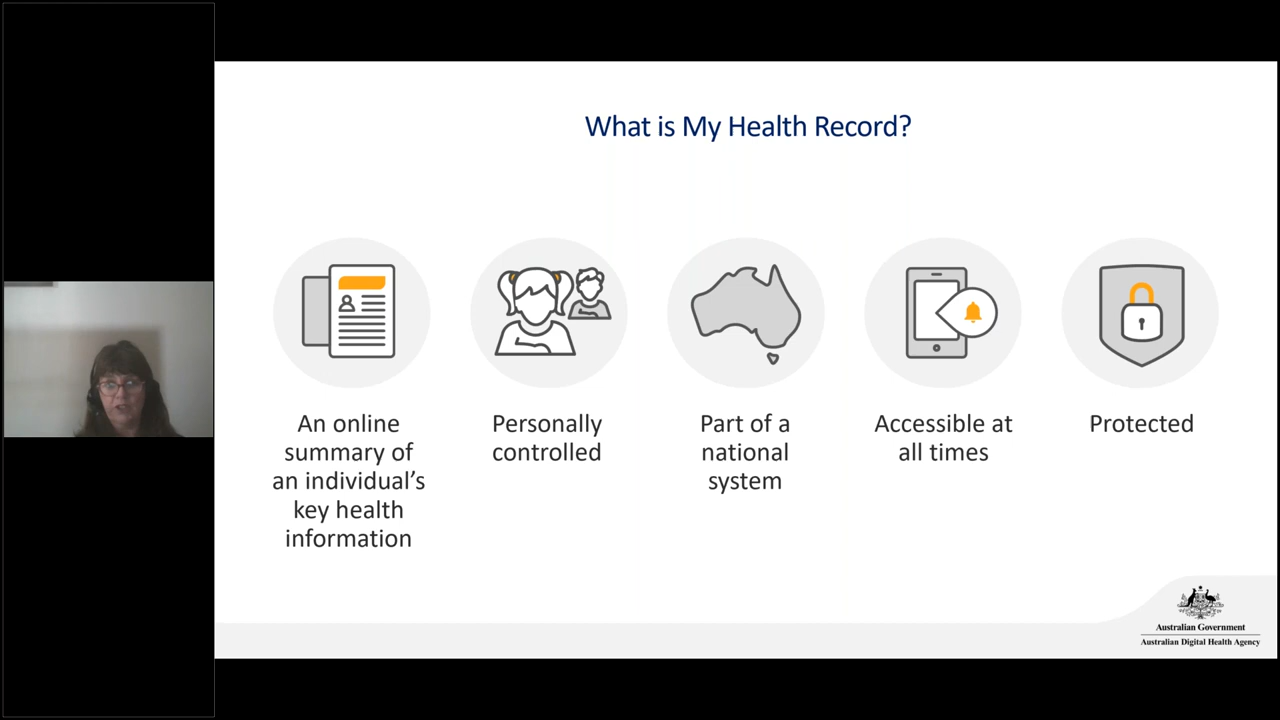 What is My Health Record?
An online
summary of
an individual’s
key health
information
Personally
controlled
Part of a
national
system
Accessible at
all times
Protected
Australian Government
Australian Digital Health Agency